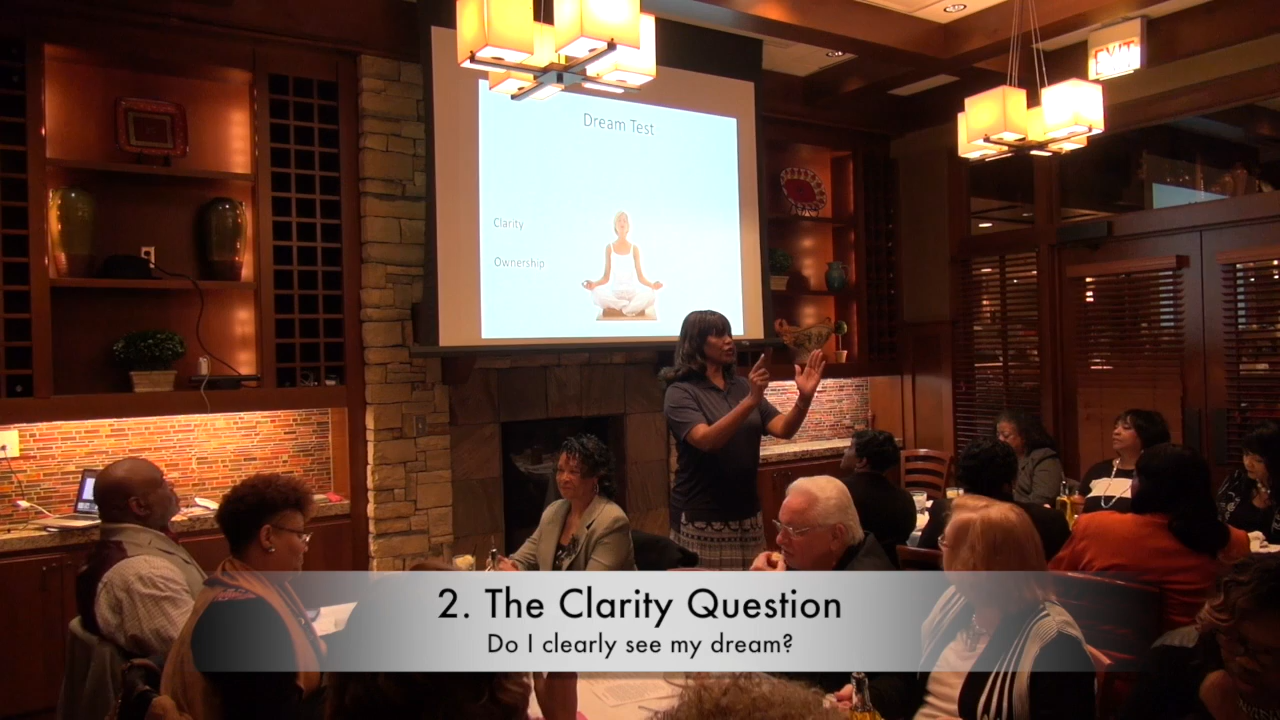 Dream Test
Clarity
Ownership
2. The Clarity Question
Do I clearly see my dream?